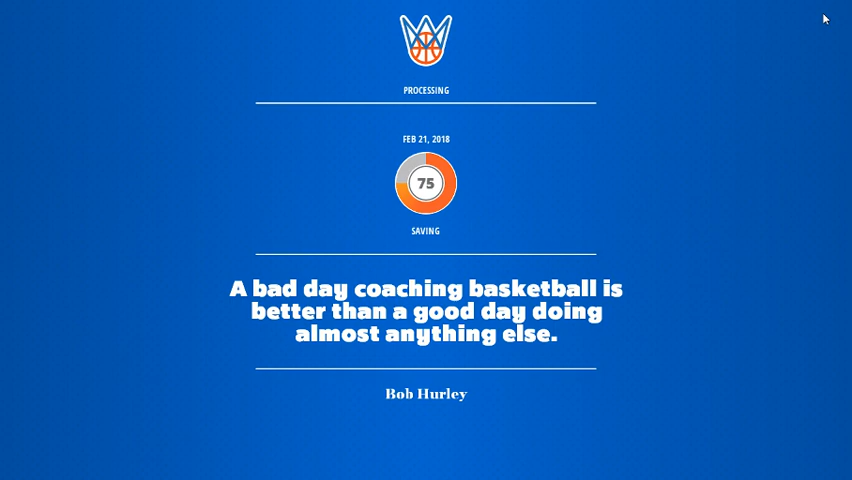 PROCESSING
FEB 21, 2018
75
SAVING
A bad day coaching basketball is
better than a good day doing
almost anything else.
Bob Hurley